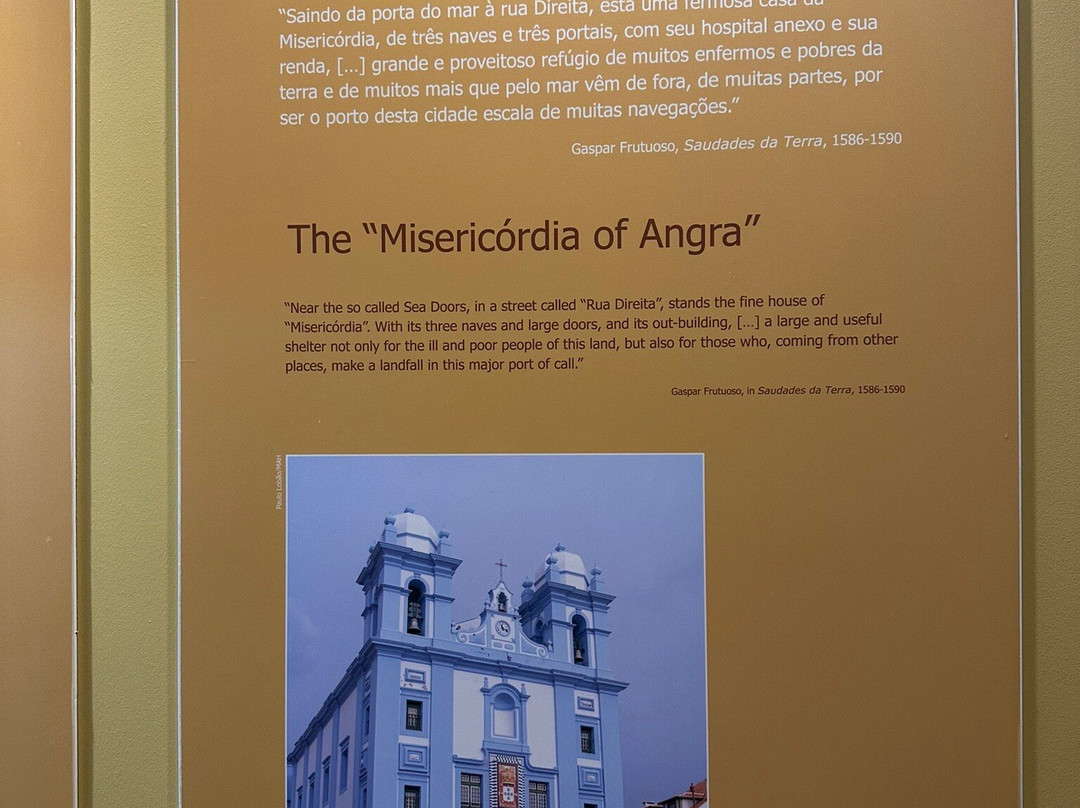 “Saindo da porta do mar à rua Direita, está uma fermosa casa da
Misericórdia, de três naves e três portais, com seu hospital anexo e sua
renda, [...] grande e proveitoso refúgio de muitos enfermos e pobres da
terra e de muitos mais que pelo mar vêm de fora, de muitas partes, por
ser o porto desta cidade escala de muitas navegações.”
Gaspar Frutuoso, Saudades da Terra, 1586-1590
The “Misericórdia of Angra”
“Near the so called Sea Doors, in a street called “Rua Direita”, stands the fine house of
“Misericórdia”. With its three naves and large doors, and its out-building, [...] a large and useful
shelter not only for the ill and poor people of this land, but also for those who, coming from other
places, make a landfall in this major port of call.”
Gaspar Frutuoso, in Saudades da Terra, 1586-1590
Paulo Lobão/MAH